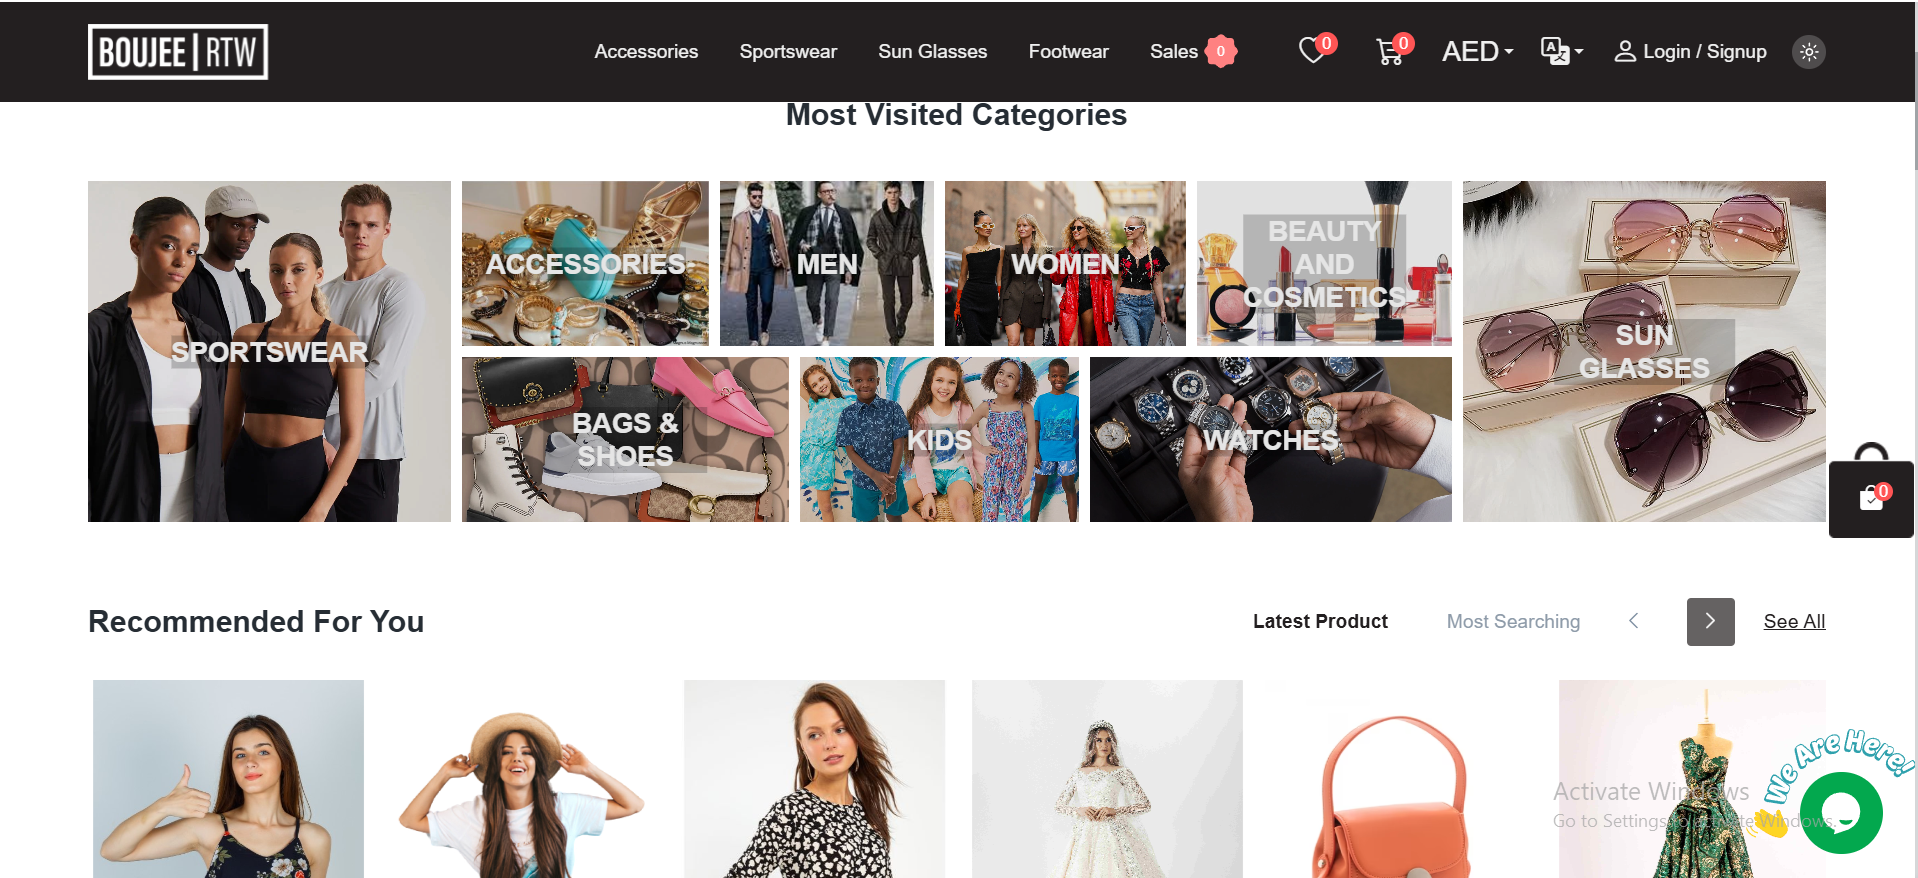 BOUJEE | RTW
Accessories Sportswear Sun Glasses Footwear Sales 0 0 0 AED Login / Signup
Most Visited Categories
SPORTSWEAR
ACCESSORIES
MEN
WOMEN
BEAUTY
AND
COSMETICS
SUN
GLASSES
BAGS &
SHOES
KIDS
WATCHES
0
Recommended For You
Latest Product Most Searching See All
We Are Here!
Activate Windows
Go to Settings to activate Windows.